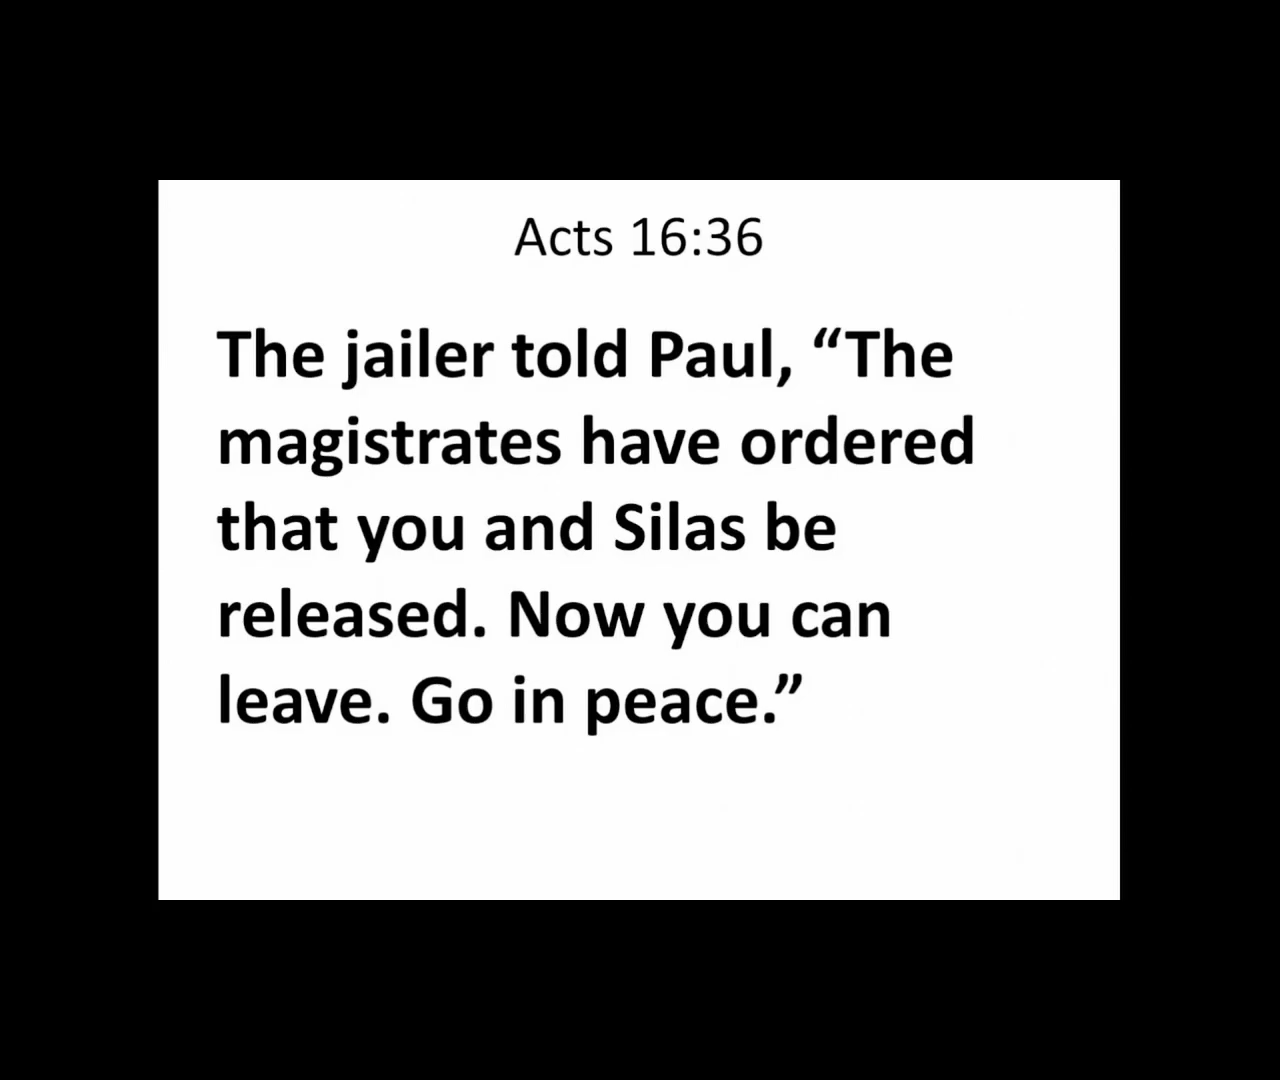 Acts 16:36
The jailer told Paul, “The
magistrates have ordered
that you and Silas be
released. Now you can
leave. Go in peace.”